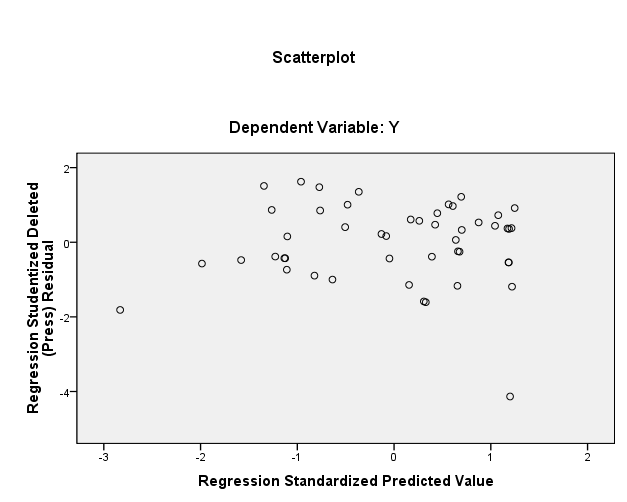 Scatterplot
Dependent Variable: Y
Regression Studentized Deleted
(Press) Residual
2
0
-2
-4
-3
-2
-1
0
1
2
Regression Standardized Predicted Value